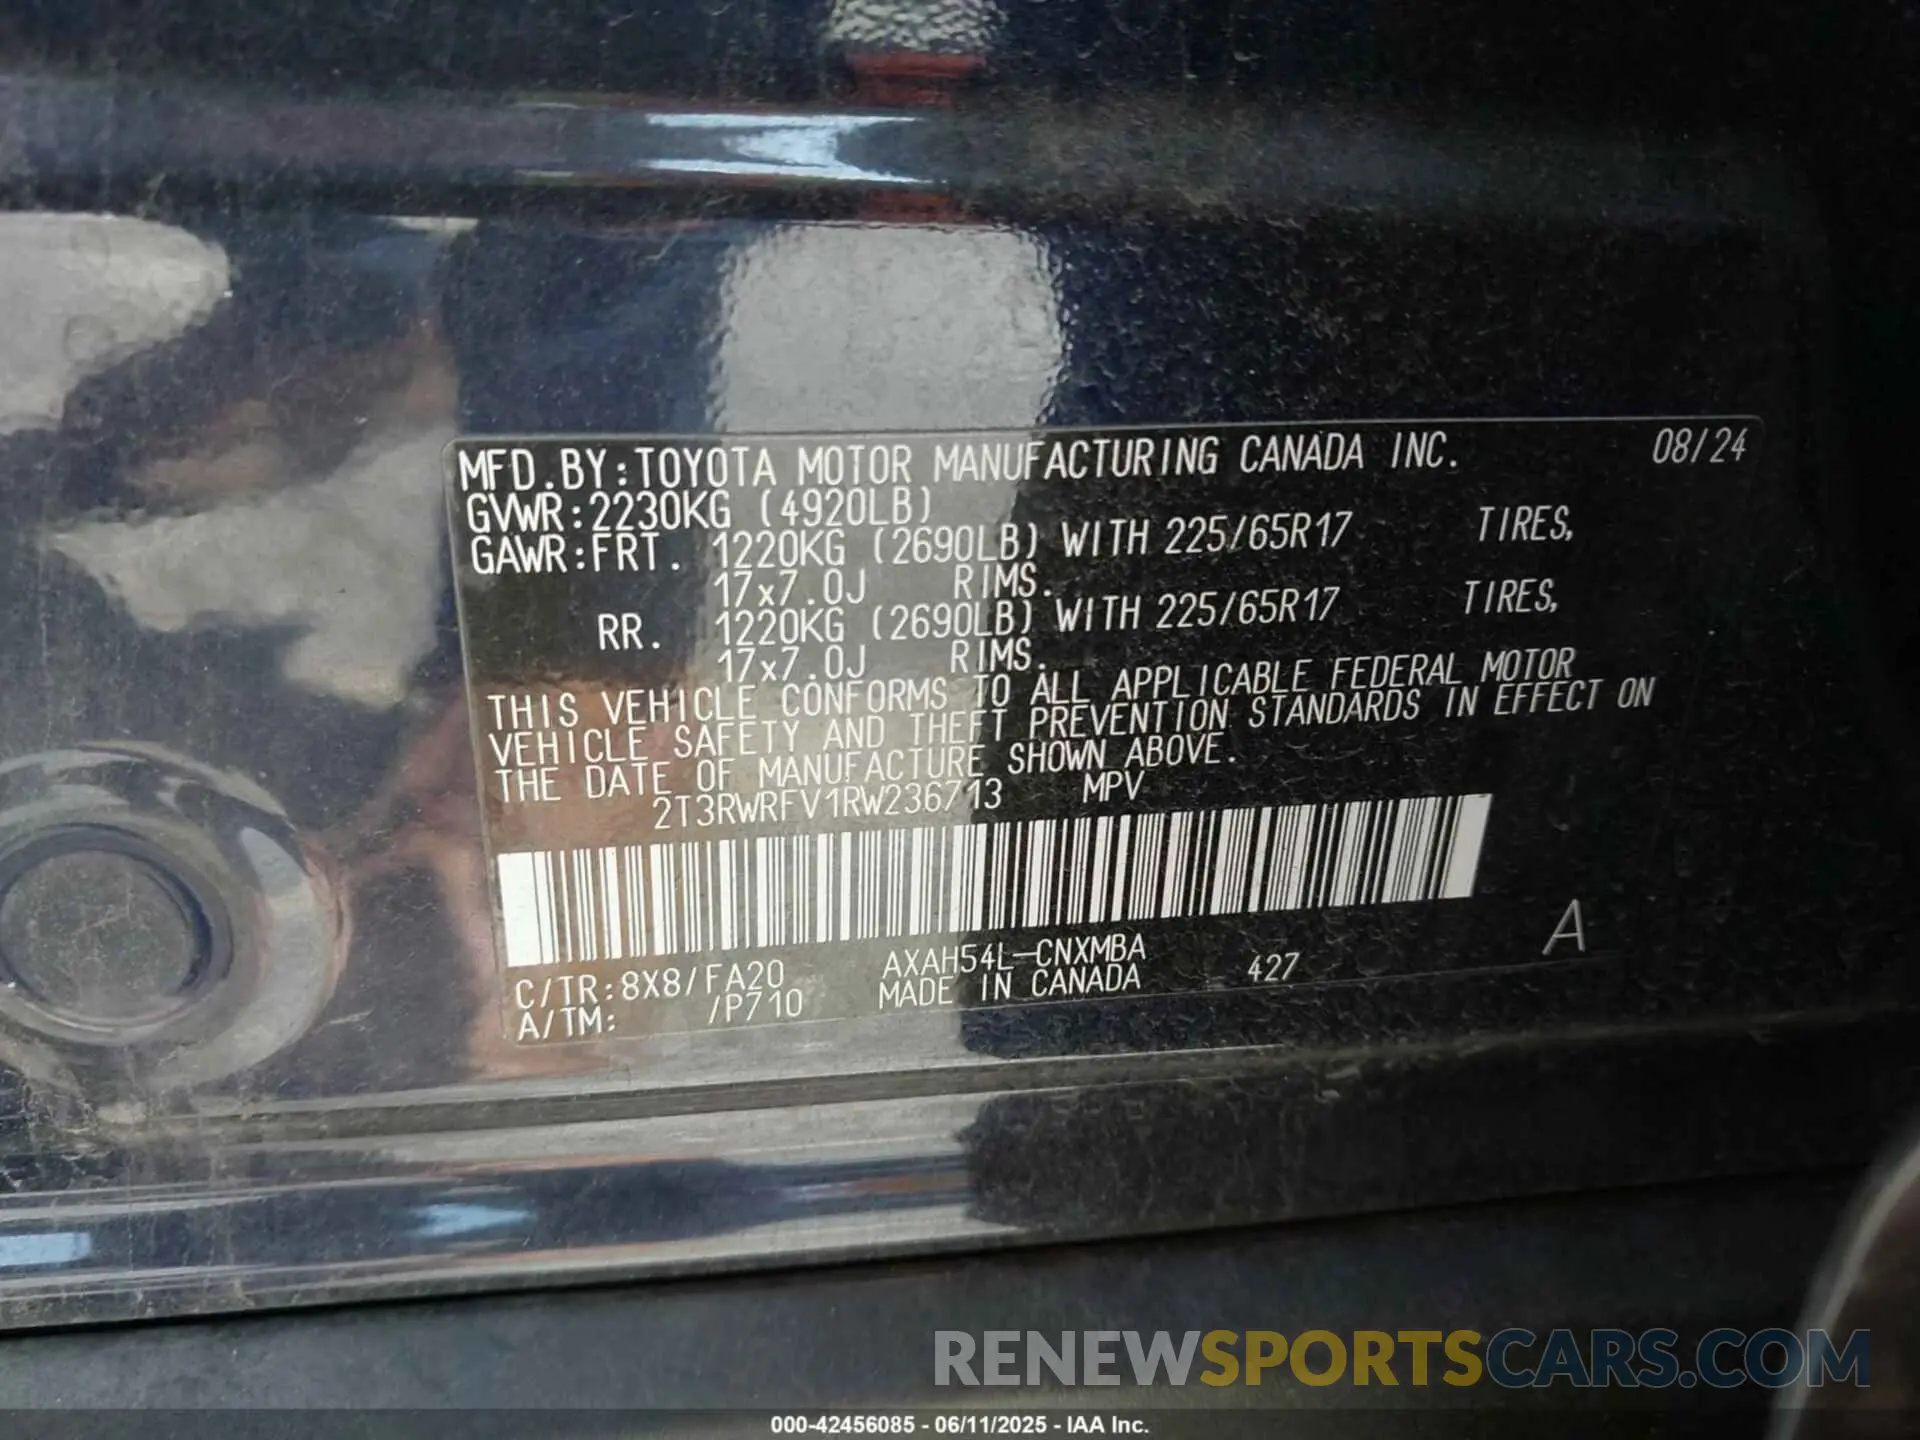 MFD.BY:TOYOTA MOTOR MANUFACTURING CANADA INC. 08/24
GVWR:2230KG (4920LB)
GAWR:FRT. 1220KG (2690LB) WITH 225/65R17 TIRES,
17x7.0J RIMS.
RR. 1220KG (2690LB) WITH 225/65R17 TIRES,
17x7.0J RIMS.
THIS VEHICLE CONFORMS TO ALL APPLICABLE FEDERAL MOTOR
VEHICLE SAFETY AND THEFT PREVENTION STANDARDS IN EFFECT ON
THE DATE OF MANUFACTURE SHOWN ABOVE.
2T3RWRFV1RW236713 MPV
C/TR:8X8/FA20 AXAH54L-CNXMBA 427 A
A/TM: /P710 MADE IN CANADA
RENEWSPORTSCARS.COM
000-42456085 - 06/11/2025 - IAA Inc.